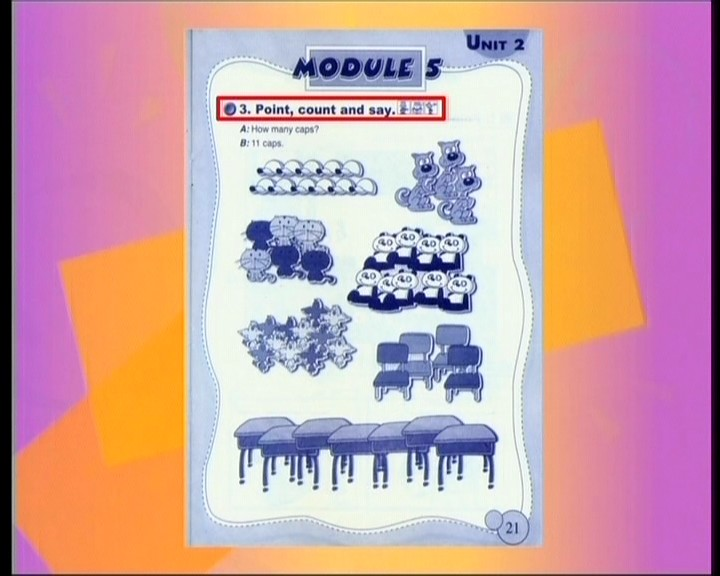 UNIT 2
MODULE 5
3. Point, count and say.
A: How many caps?
B: 11 caps.
21